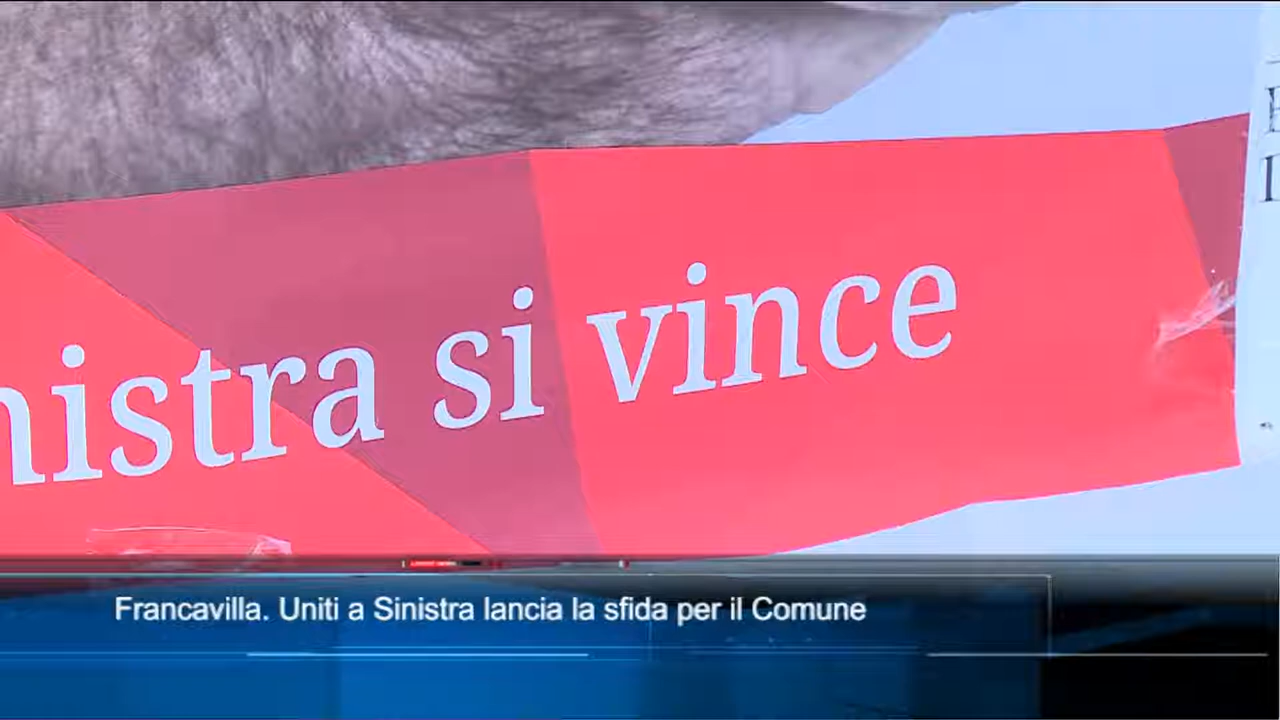 nistra si vince
Francavilla. Uniti a Sinistra lancia la sfida per il Comune